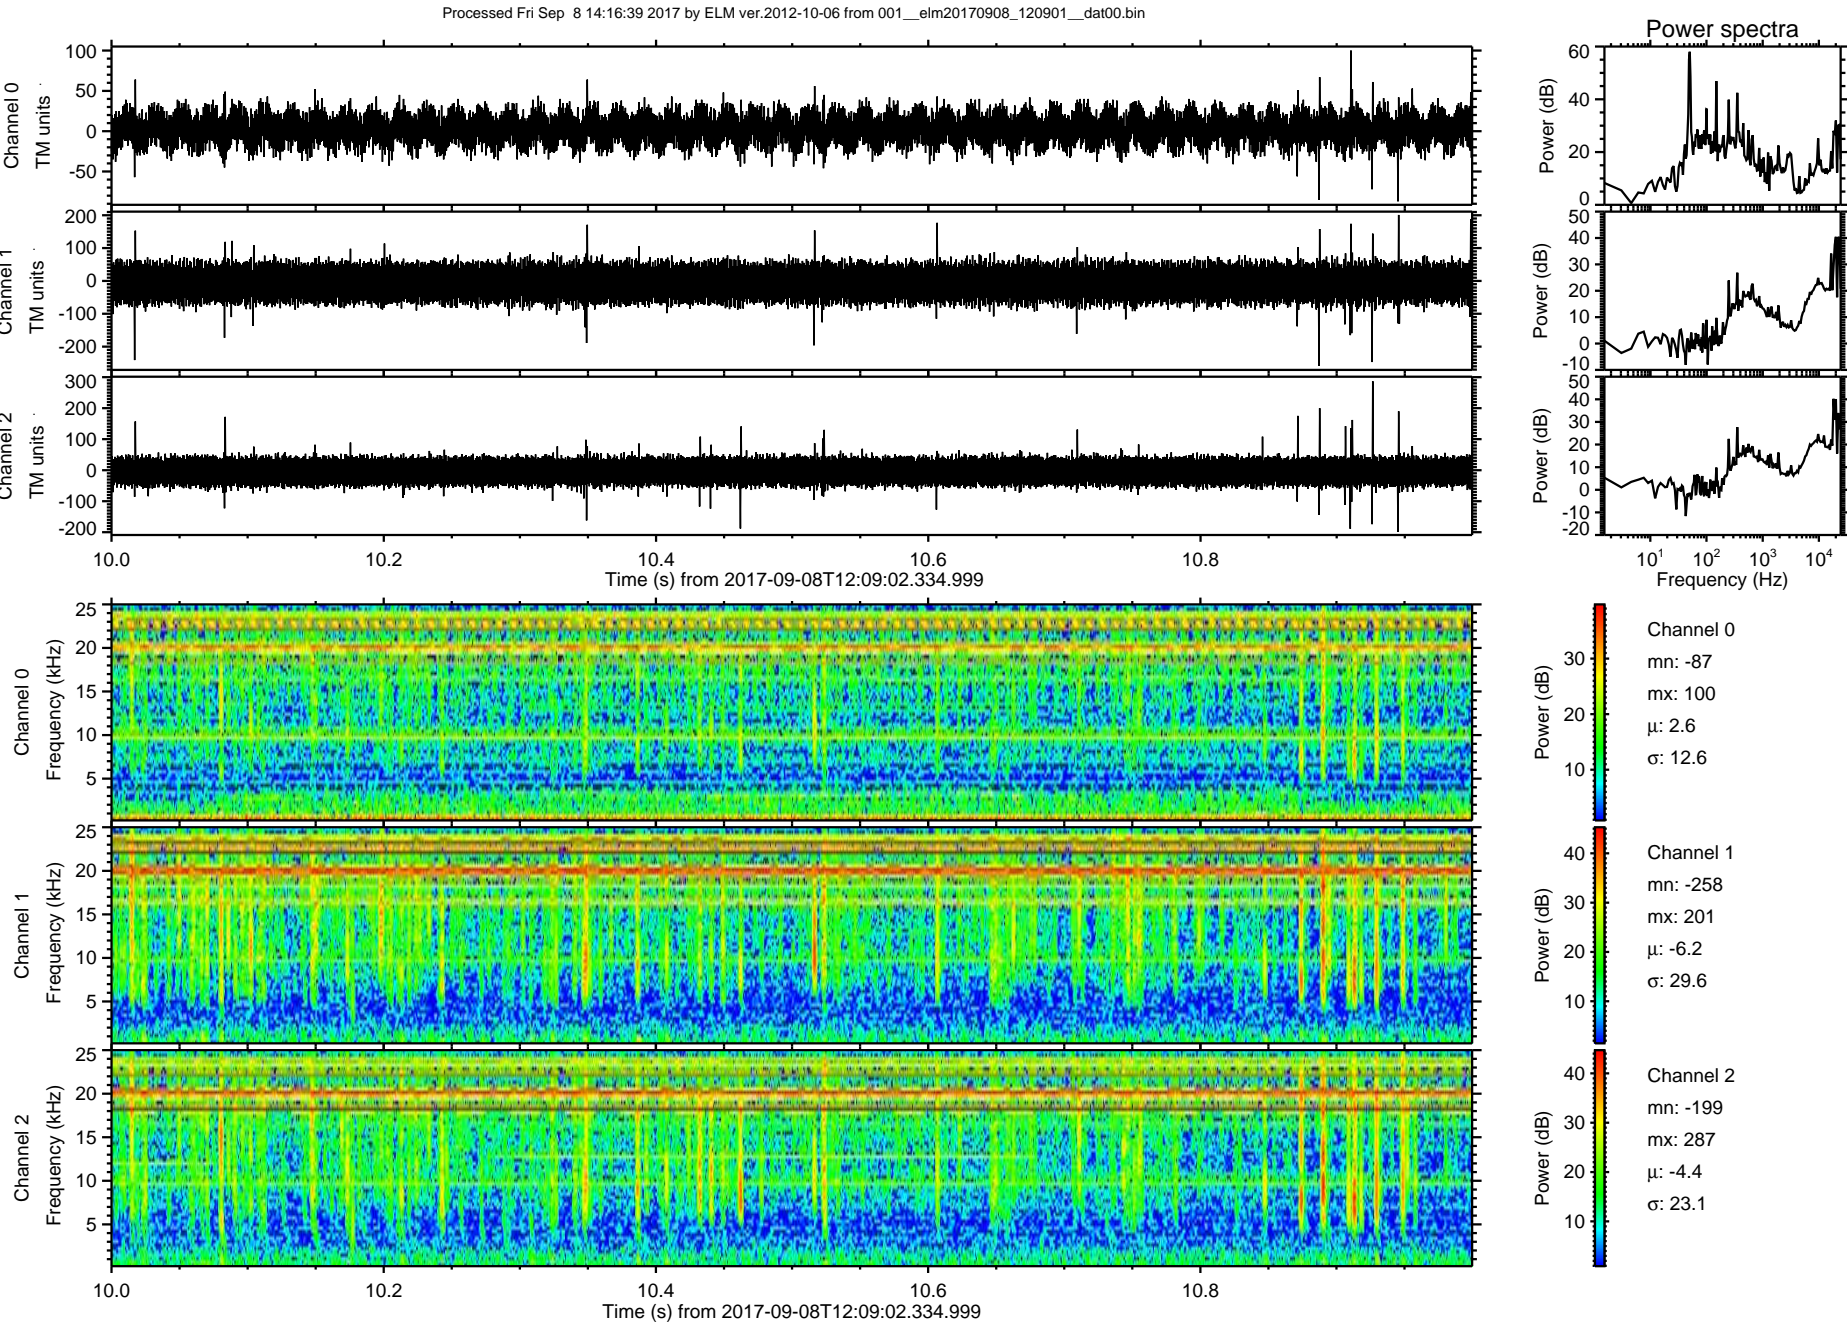 Processed Fri Sep 8 14:16:39 2017 by ELM ver.2012-10-06 from 001__elm20170908_120901__dat00.bin
Power spectra
Channel 0
TM units
100
50
0
-50
Power (dB)
60
40
20
0
Channel 1
TM units
200
100
0
-100
-200
Power (dB)
50
40
30
20
10
0
-10
Channel 2
TM units
300
200
100
0
-100
-200
Power (dB)
50
40
30
20
10
0
-10
-20
10.0 10.2 10.4 10.6 10.8
Time (s) from 2017-09-08T12:09:02.334.999
10^1 10^2 10^3 10^4
Frequency (Hz)
Channel 0
Frequency (kHz)
25
20
15
10
5
Power (dB)
30
20
10
Channel 0
mn: -87
mx: 100
μ: 2.6
σ: 12.6
Channel 1
Frequency (kHz)
25
20
15
10
5
Power (dB)
40
30
20
10
Channel 1
mn: -258
mx: 201
μ: -6.2
σ: 29.6
Channel 2
Frequency (kHz)
25
20
15
10
5
Power (dB)
40
30
20
10
Channel 2
mn: -199
mx: 287
μ: -4.4
σ: 23.1
10.0 10.2 10.4 10.6 10.8
Time (s) from 2017-09-08T12:09:02.334.999